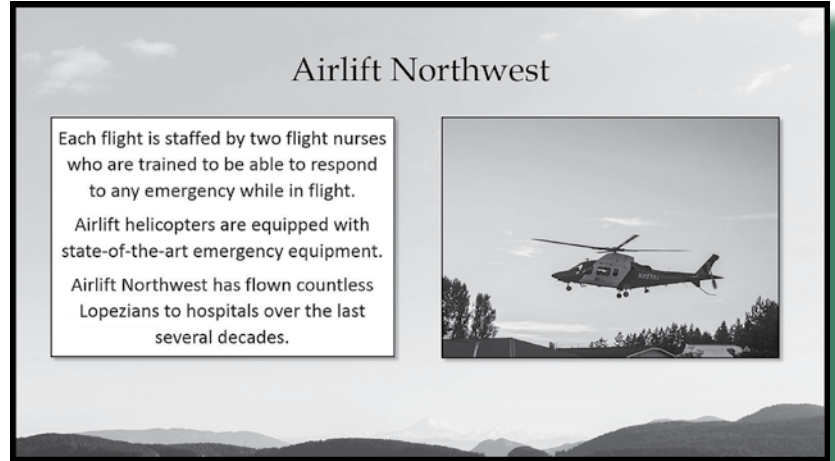 Airlift Northwest
Each flight is staffed by two flight nurses
who are trained to be able to respond
to any emergency while in flight.
Airlift helicopters are equipped with
state-of-the-art emergency equipment.
Airlift Northwest has flown countless
Lopezians to hospitals over the last
several decades.